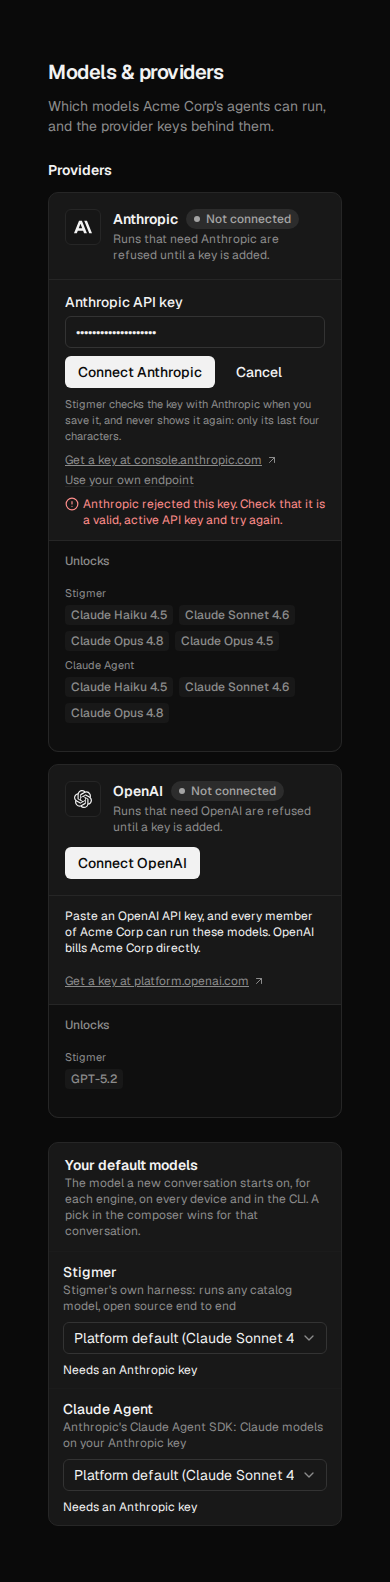 Models & providers
Which models Acme Corp's agents can run,
and the provider keys behind them.
Providers
Anthropic
Not connected
Runs that need Anthropic are
refused until a key is added.
Anthropic API key
••••••••••••••••••••
Connect Anthropic
Cancel
Stigmer checks the key with Anthropic when you
save it, and never shows it again: only its last four
characters.
Get a key at console.anthropic.com
Use your own endpoint
Anthropic rejected this key. Check that it is
a valid, active API key and try again.
Unlocks
Stigmer
Claude Haiku 4.5
Claude Sonnet 4.6
Claude Opus 4.8
Claude Opus 4.5
Claude Agent
Claude Haiku 4.5
Claude Sonnet 4.6
Claude Opus 4.8
OpenAI
Not connected
Runs that need OpenAI are refused
until a key is added.
Connect OpenAI
Paste an OpenAI API key, and every member
of Acme Corp can run these models. OpenAI
bills Acme Corp directly.
Get a key at platform.openai.com
Unlocks
Stigmer
GPT-5.2
Your default models
The model a new conversation starts on, for
each engine, on every device and in the CLI. A
pick in the composer wins for that
conversation.
Stigmer
Stigmer's own harness: runs any catalog
model, open source end to end
Platform default (Claude Sonnet 4
Needs an Anthropic key
Claude Agent
Anthropic's Claude Agent SDK: Claude models
on your Anthropic key
Platform default (Claude Sonnet 4
Needs an Anthropic key